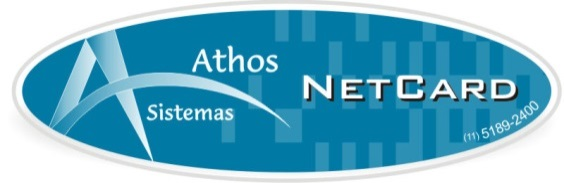 Athos
Sistemas
NETCARD
(11) 5189-2400